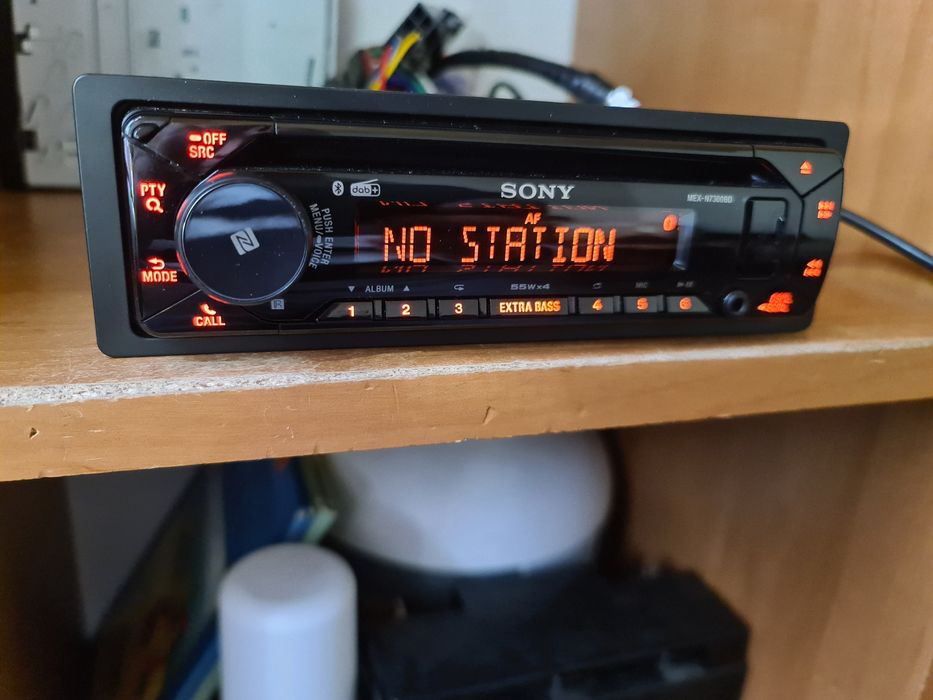 OFF
SRC
PTY
MODE
CALL
PUSH ENTER
MENU/ VOICE
dab+
SONY
MEX-N7300BD
AF
NO STATION
ALBUM
55W×4
MIC
1 2 3 EXTRA BASS 4 5 6